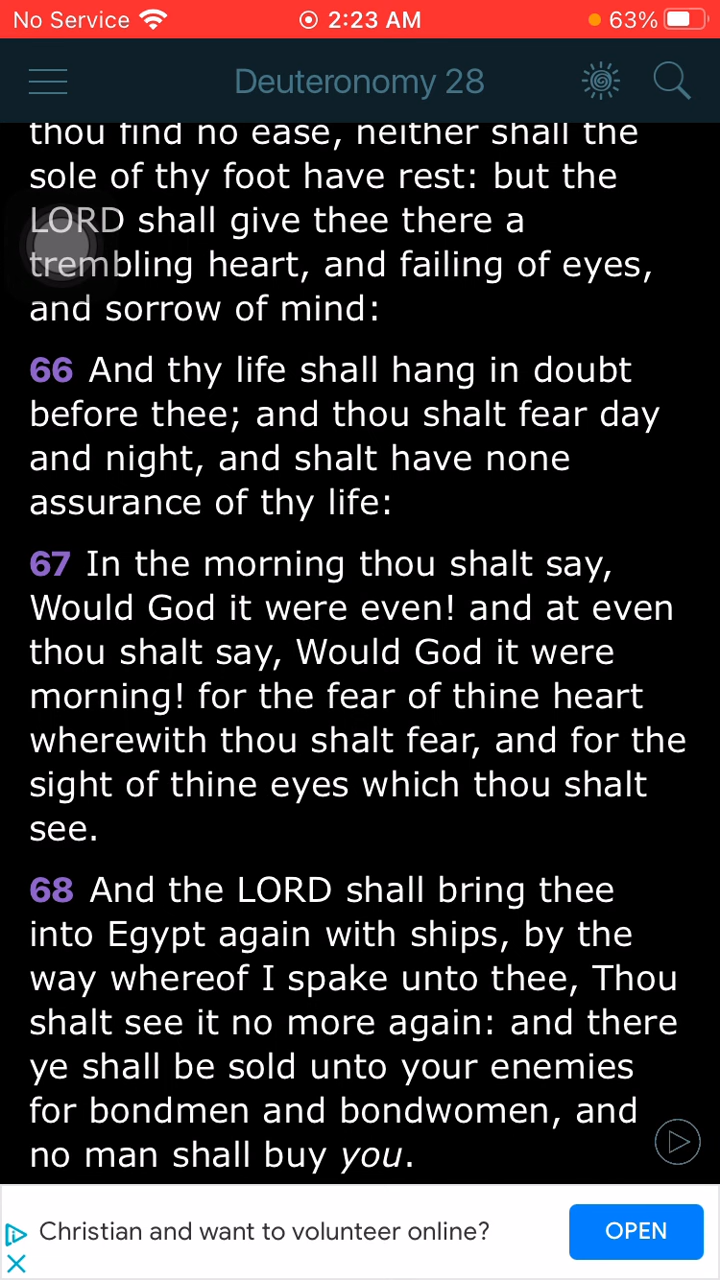 No Service 2:23 AM 63%
Deuteronomy 28
thou find no ease, neither shall the
sole of thy foot have rest: but the
LORD shall give thee there a
trembling heart, and failing of eyes,
and sorrow of mind:
66 And thy life shall hang in doubt
before thee; and thou shalt fear day
and night, and shalt have none
assurance of thy life:
67 In the morning thou shalt say,
Would God it were even! and at even
thou shalt say, Would God it were
morning! for the fear of thine heart
wherewith thou shalt fear, and for the
sight of thine eyes which thou shalt
see.
68 And the LORD shall bring thee
into Egypt again with ships, by the
way whereof I spake unto thee, Thou
shalt see it no more again: and there
ye shall be sold unto your enemies
for bondmen and bondwomen, and
no man shall buy you.
Christian and want to volunteer online? OPEN